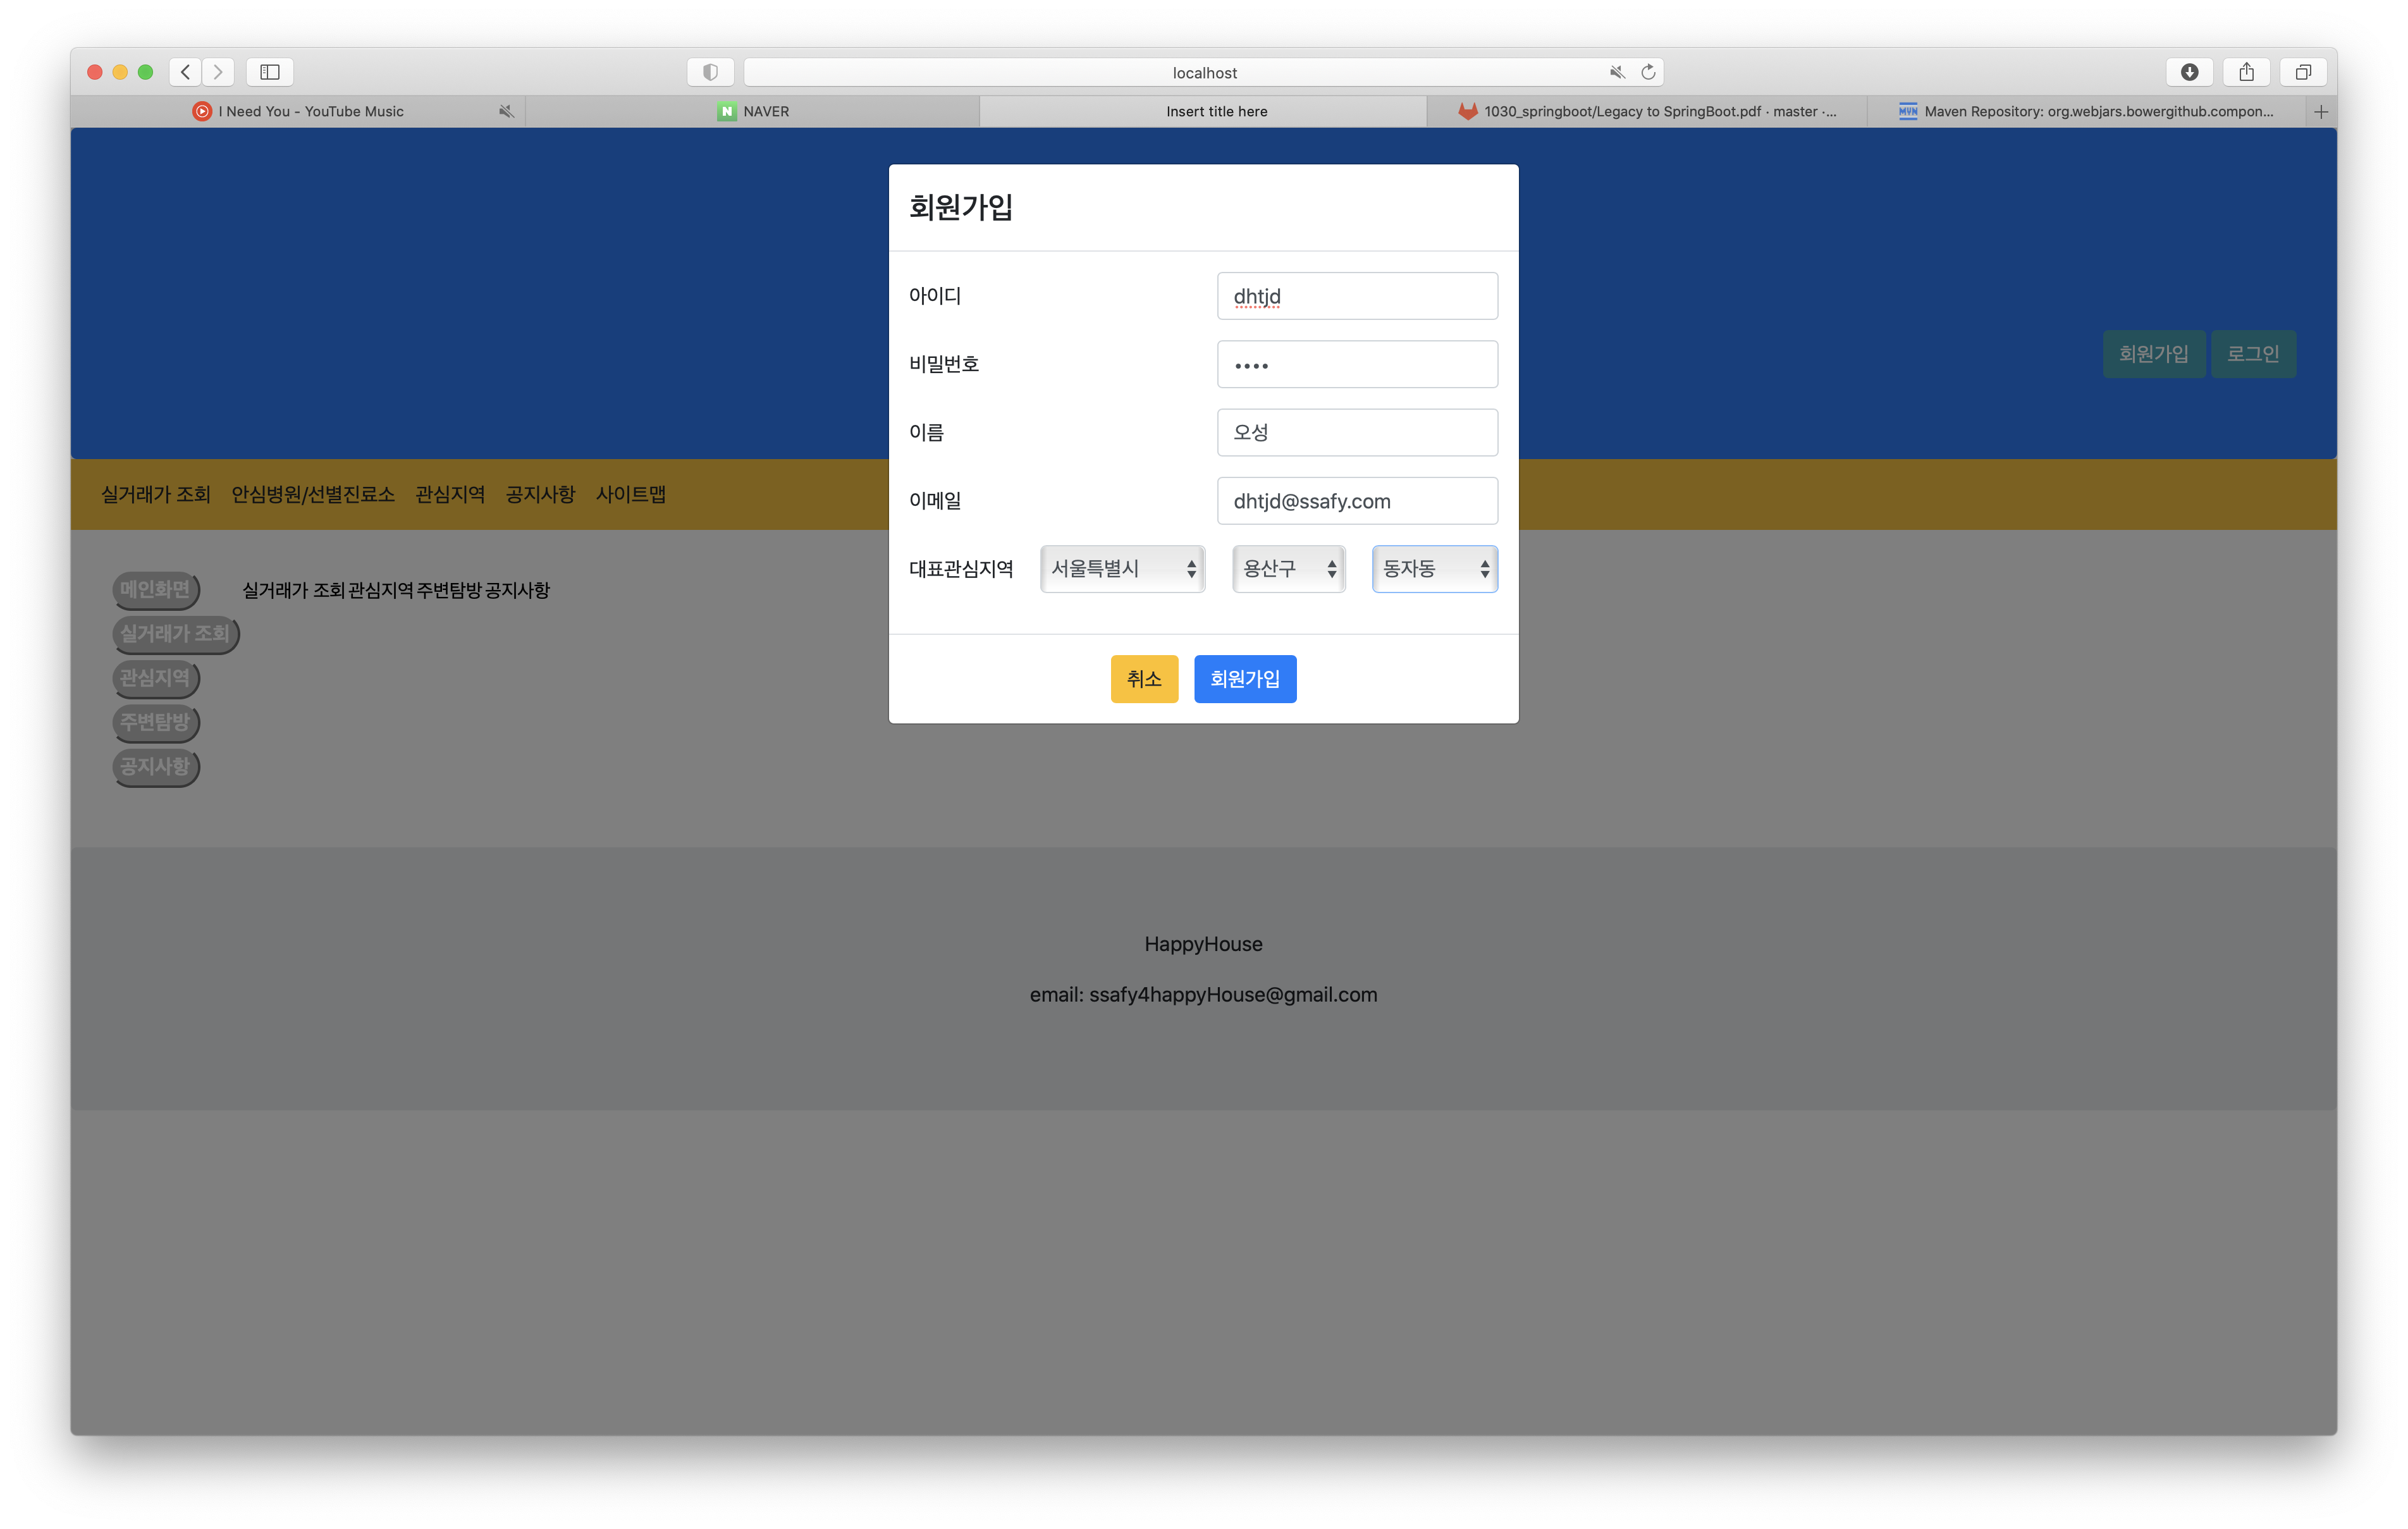 localhost
I Need You - YouTube Music
N NAVER
Insert title here
1030_springboot/Legacy to SpringBoot.pdf · master ·...
MVN Maven Repository: org.webjars.bowergithub.compon...
회원가입
아이디 dhtjd
비밀번호 ••••
이름 오성
이메일 dhtjd@ssafy.com
대표관심지역 서울특별시 용산구 동자동
취소 회원가입
회원가입 로그인
실거래가 조회 안심병원/선별진료소 관심지역 공지사항 사이트맵
메인화면 실거래가 조회 관심지역 주변탐방 공지사항
실거래가 조회
관심지역
주변탐방
공지사항
HappyHouse
email: ssafy4happyHouse@gmail.com